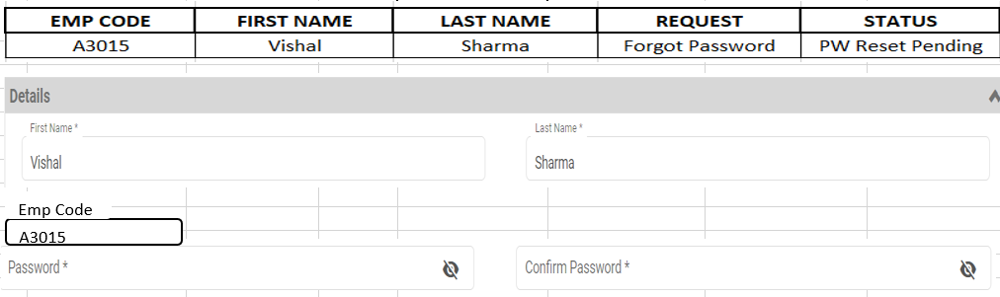 EMP CODE FIRST NAME LAST NAME REQUEST STATUS
A3015 Vishal Sharma Forgot Password PW Reset Pending
Details
First Name * Last Name *
Vishal Sharma
Emp Code
A3015
Password * Confirm Password *